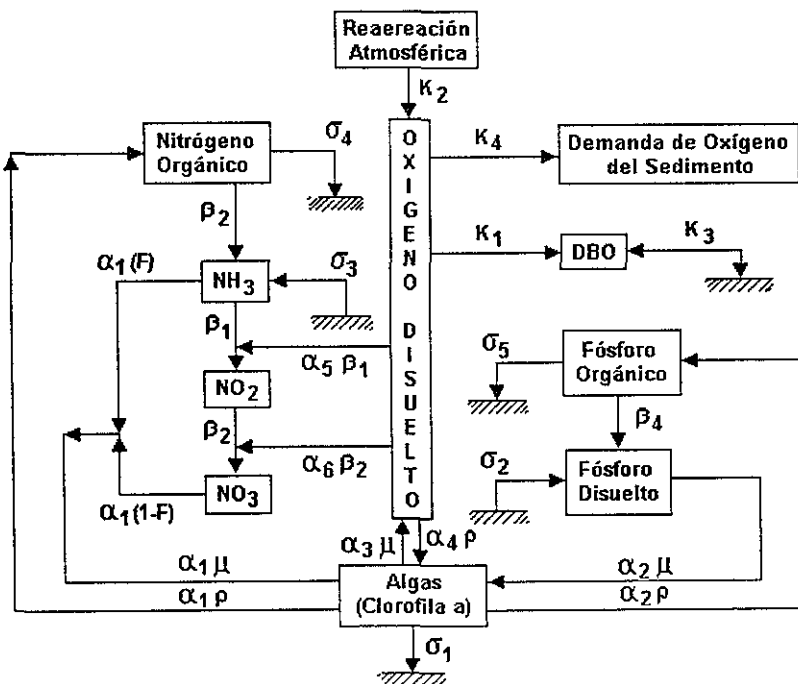 Reaereación
Atmosférica
K2
Nitrógeno
Orgánico
σ4
OXIGENO DISUELTO
K4
Demanda de Oxígeno
del Sedimento
β2
K1
DBO
K3
α1(F)
NH3
σ3
β1
α5 β1
NO2
σ5
Fósforo
Orgánico
β2
α6 β2
β4
NO3
α1(1-F)
σ2
Fósforo
Disuelto
α3 μ
α4 ρ
α1 μ
α1 ρ
Algas
(Clorofila a)
α2 μ
α2 ρ
σ1